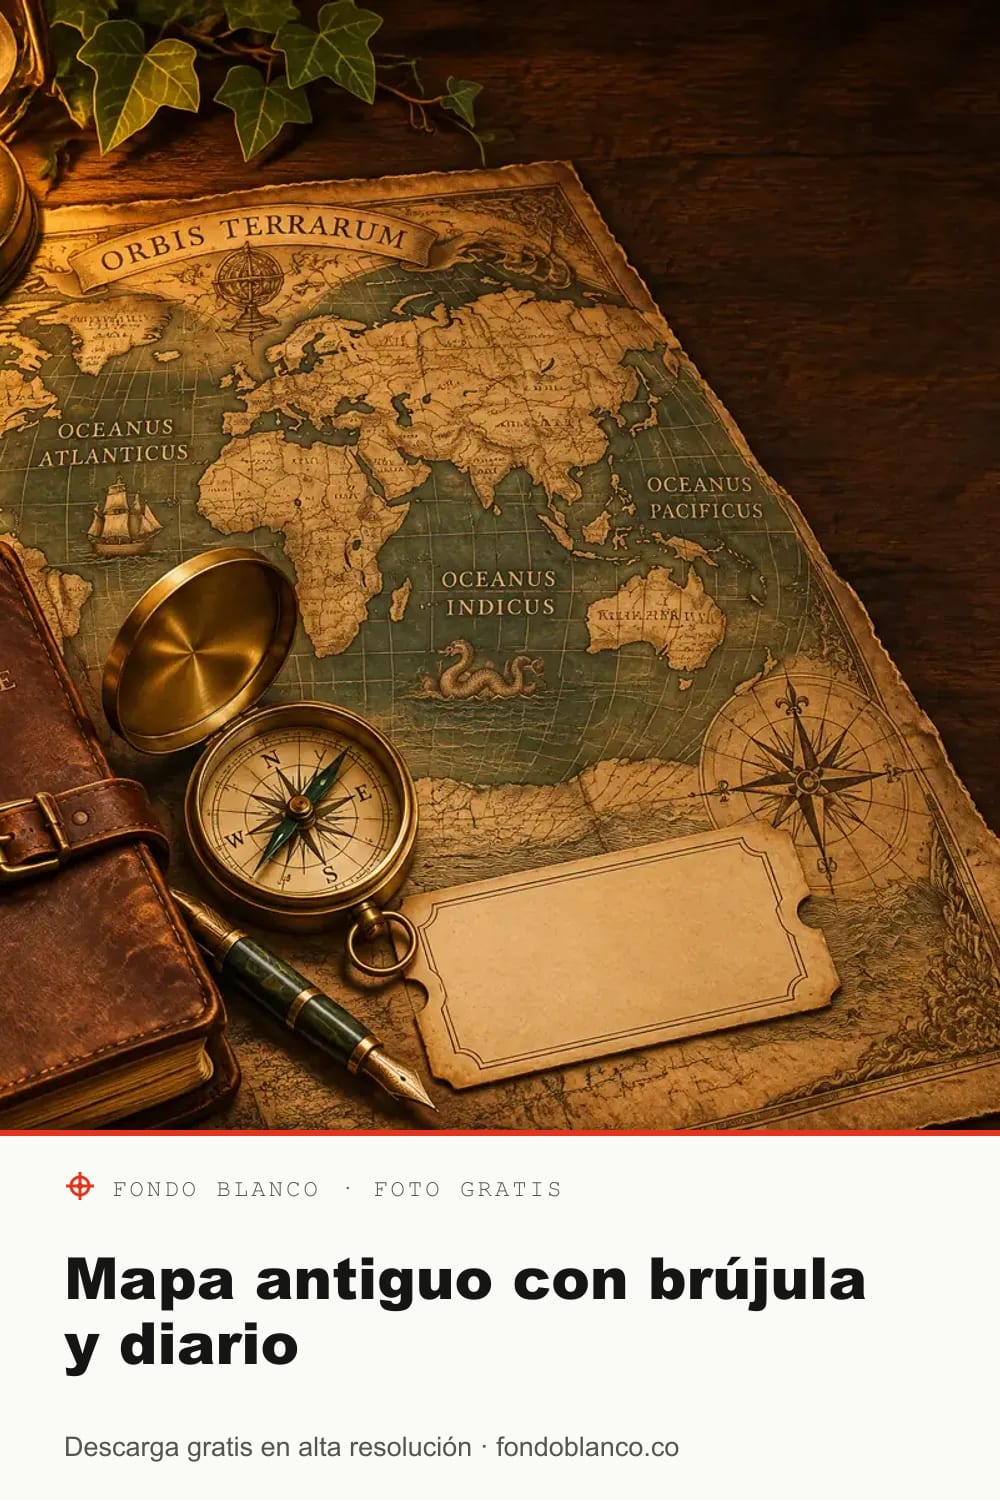 ORBIS TERRARUM
OCEANUS
ATLANTICUS
OCEANUS
PACIFICUS
OCEANUS
INDICUS
E
N
E
W
S
FONDO BLANCO · FOTO GRATIS
Mapa antiguo con brújula
y diario
Descarga gratis en alta resolución · fondoblanco.co